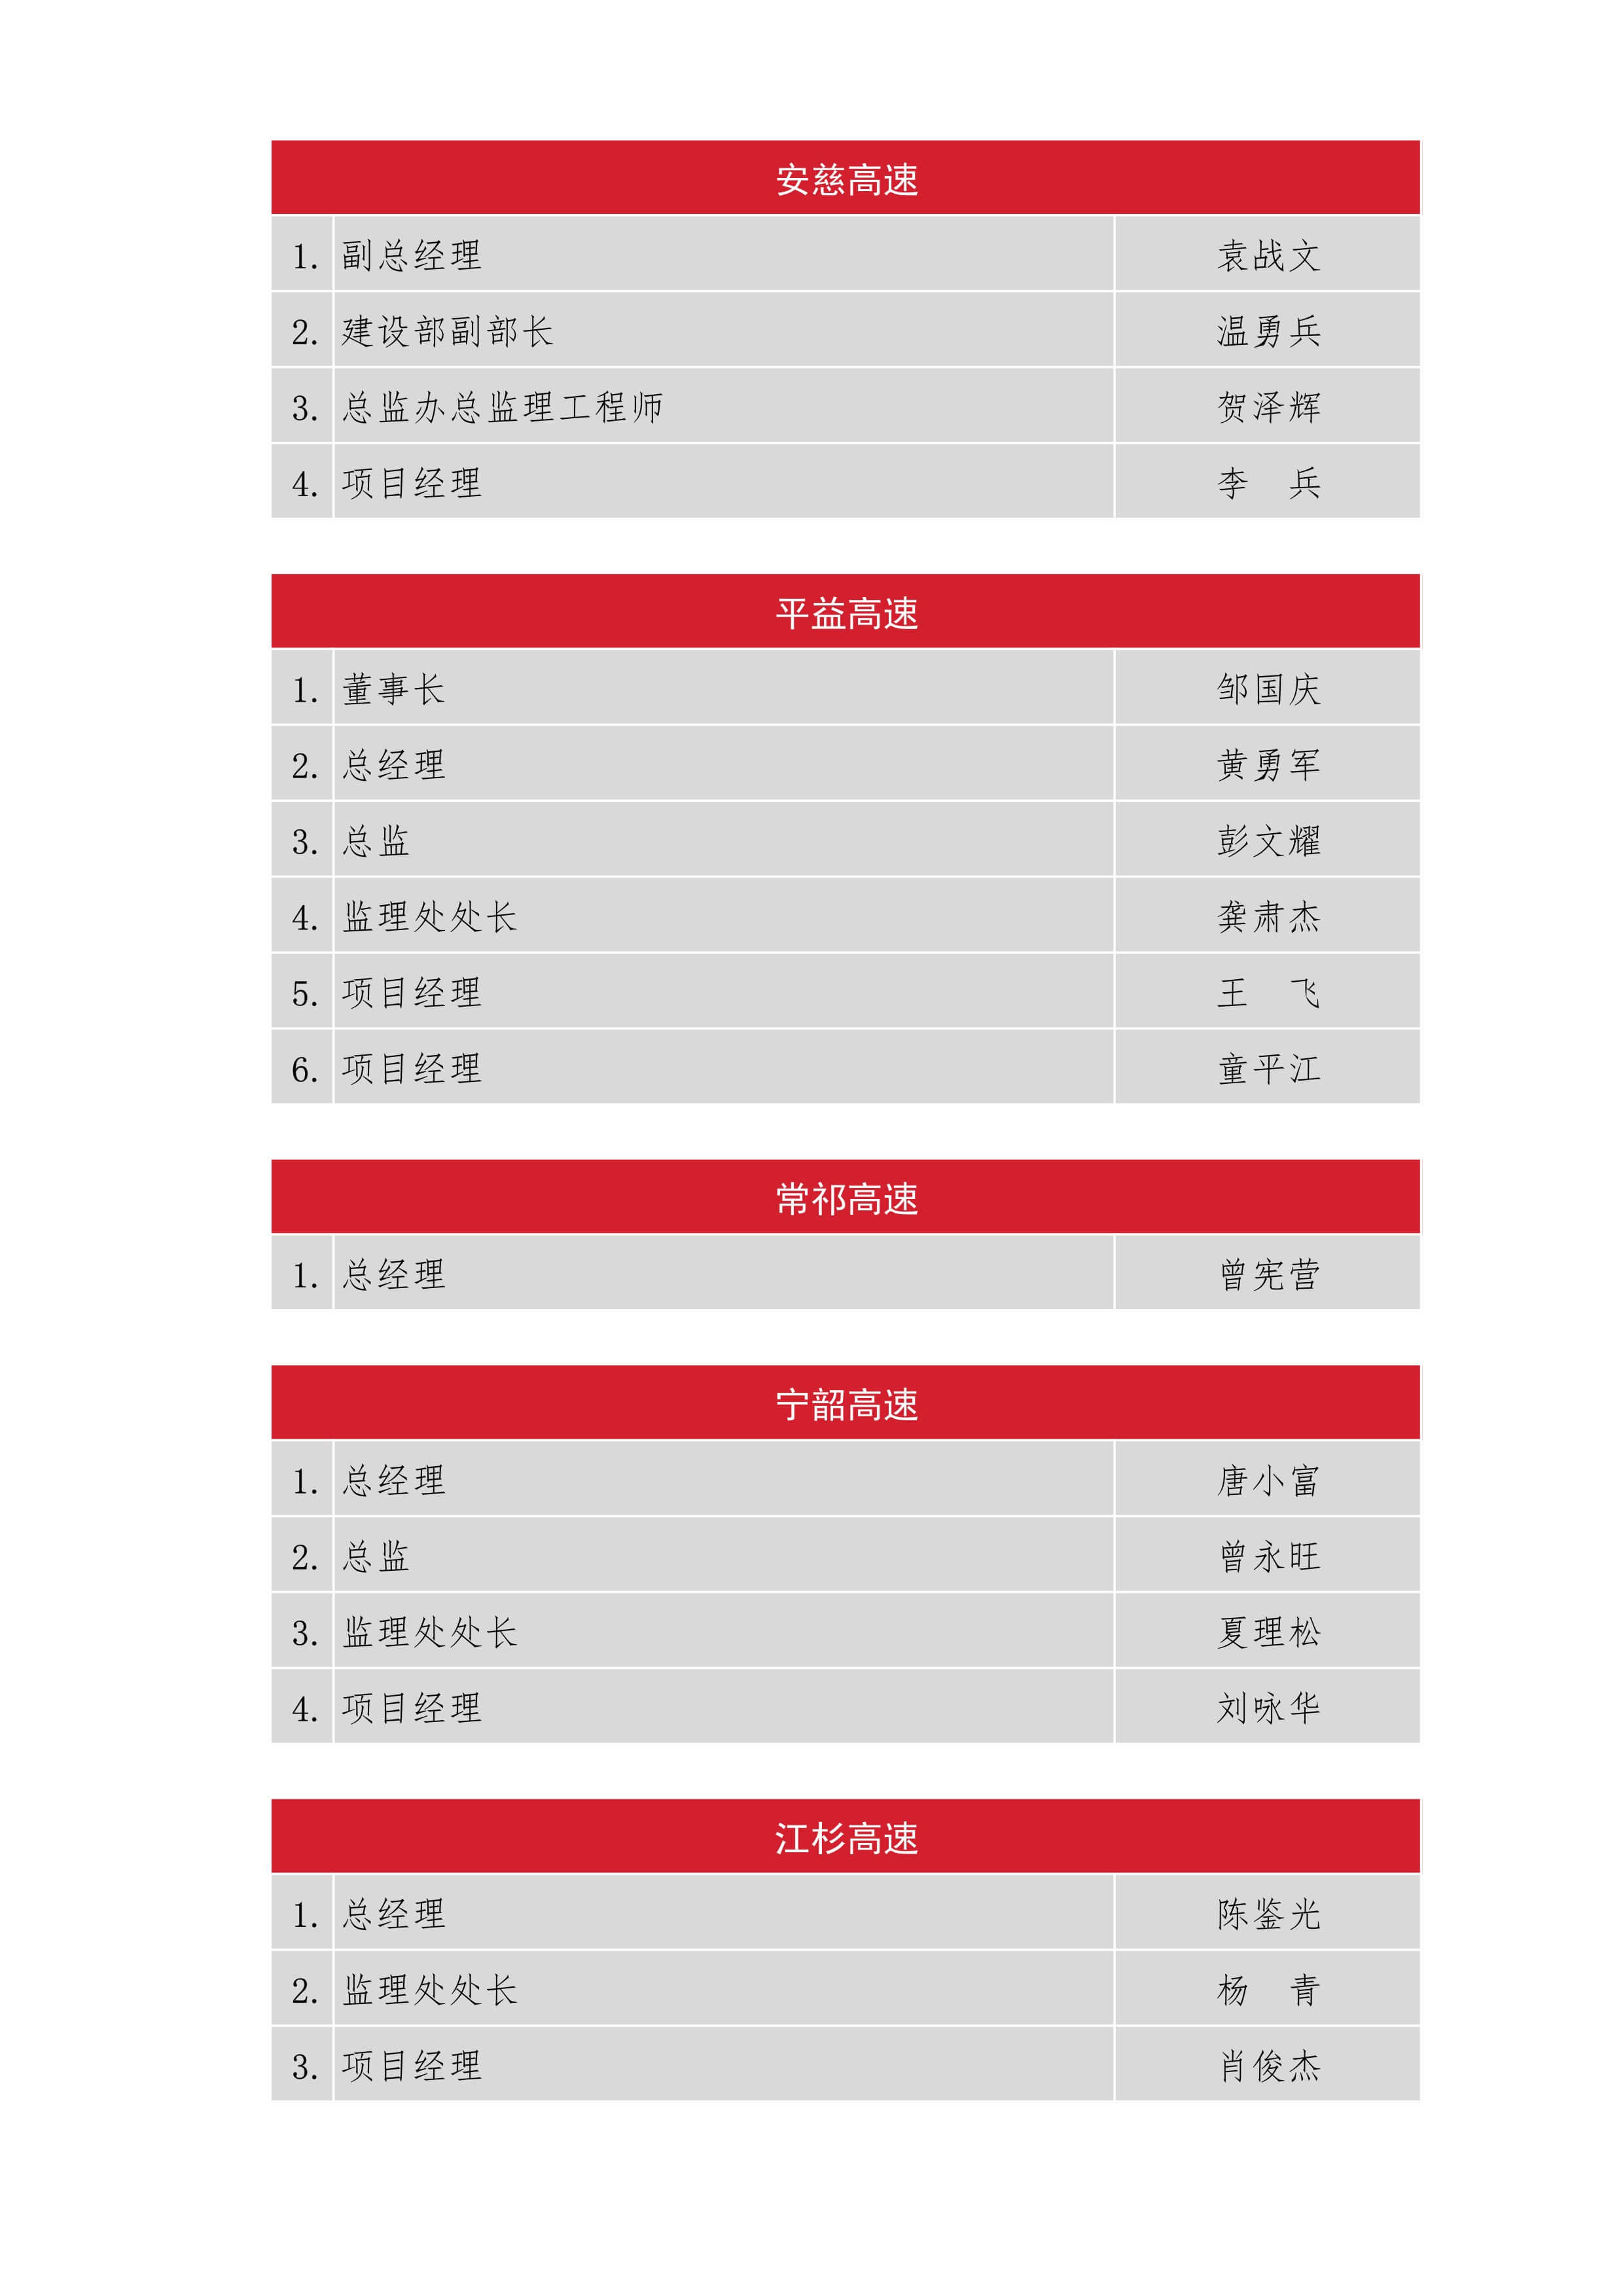 安慈高速
1. 副总经理 袁战文
2. 建设部副部长 温勇兵
3. 总监办总监理工程师 贺泽辉
4. 项目经理 李　兵
平益高速
1. 董事长 邹国庆
2. 总经理 黄勇军
3. 总监 彭文耀
4. 监理处处长 龚肃杰
5. 项目经理 王　飞
6. 项目经理 童平江
常祁高速
1. 总经理 曾宪营
宁韶高速
1. 总经理 唐小富
2. 总监 曾永旺
3. 监理处处长 夏理松
4. 项目经理 刘咏华
江杉高速
1. 总经理 陈鉴光
2. 监理处处长 杨　青
3. 项目经理 肖俊杰